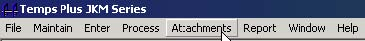 Temps Plus JKM Series
File Maintain Enter Process Attachments Report Window Help